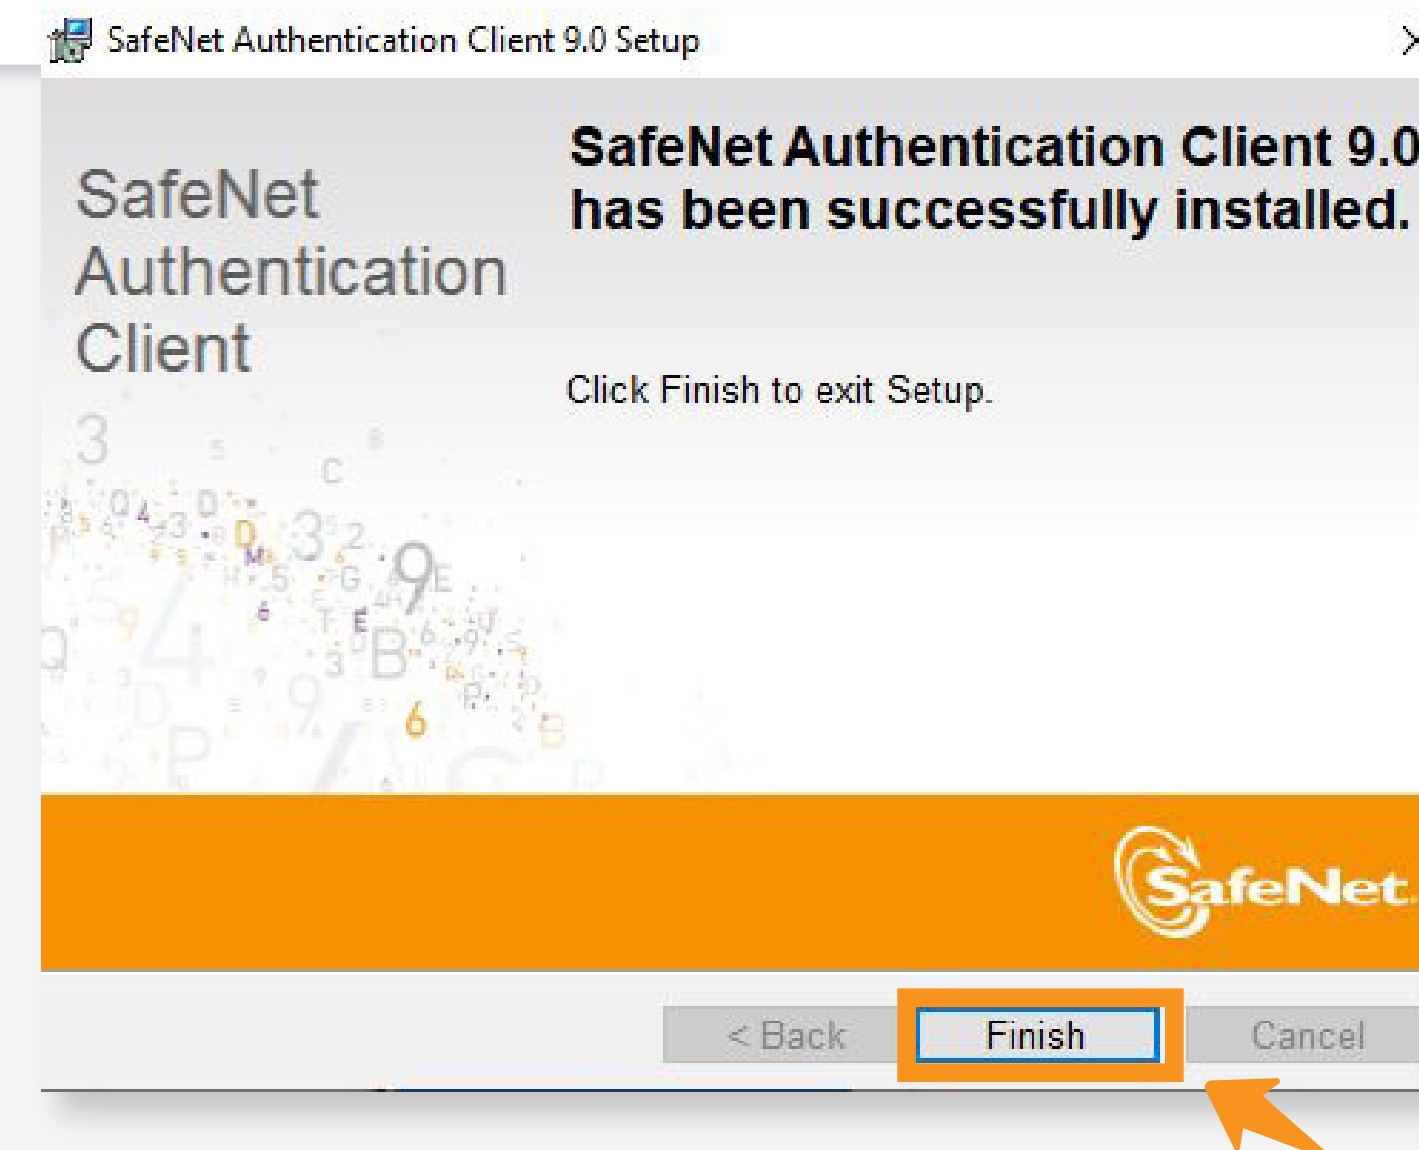 SafeNet Authentication Client 9.0 Setup
SafeNet
Authentication
Client
SafeNet Authentication Client 9.0
has been successfully installed.
Click Finish to exit Setup.
SafeNet.
< Back
Finish
Cancel